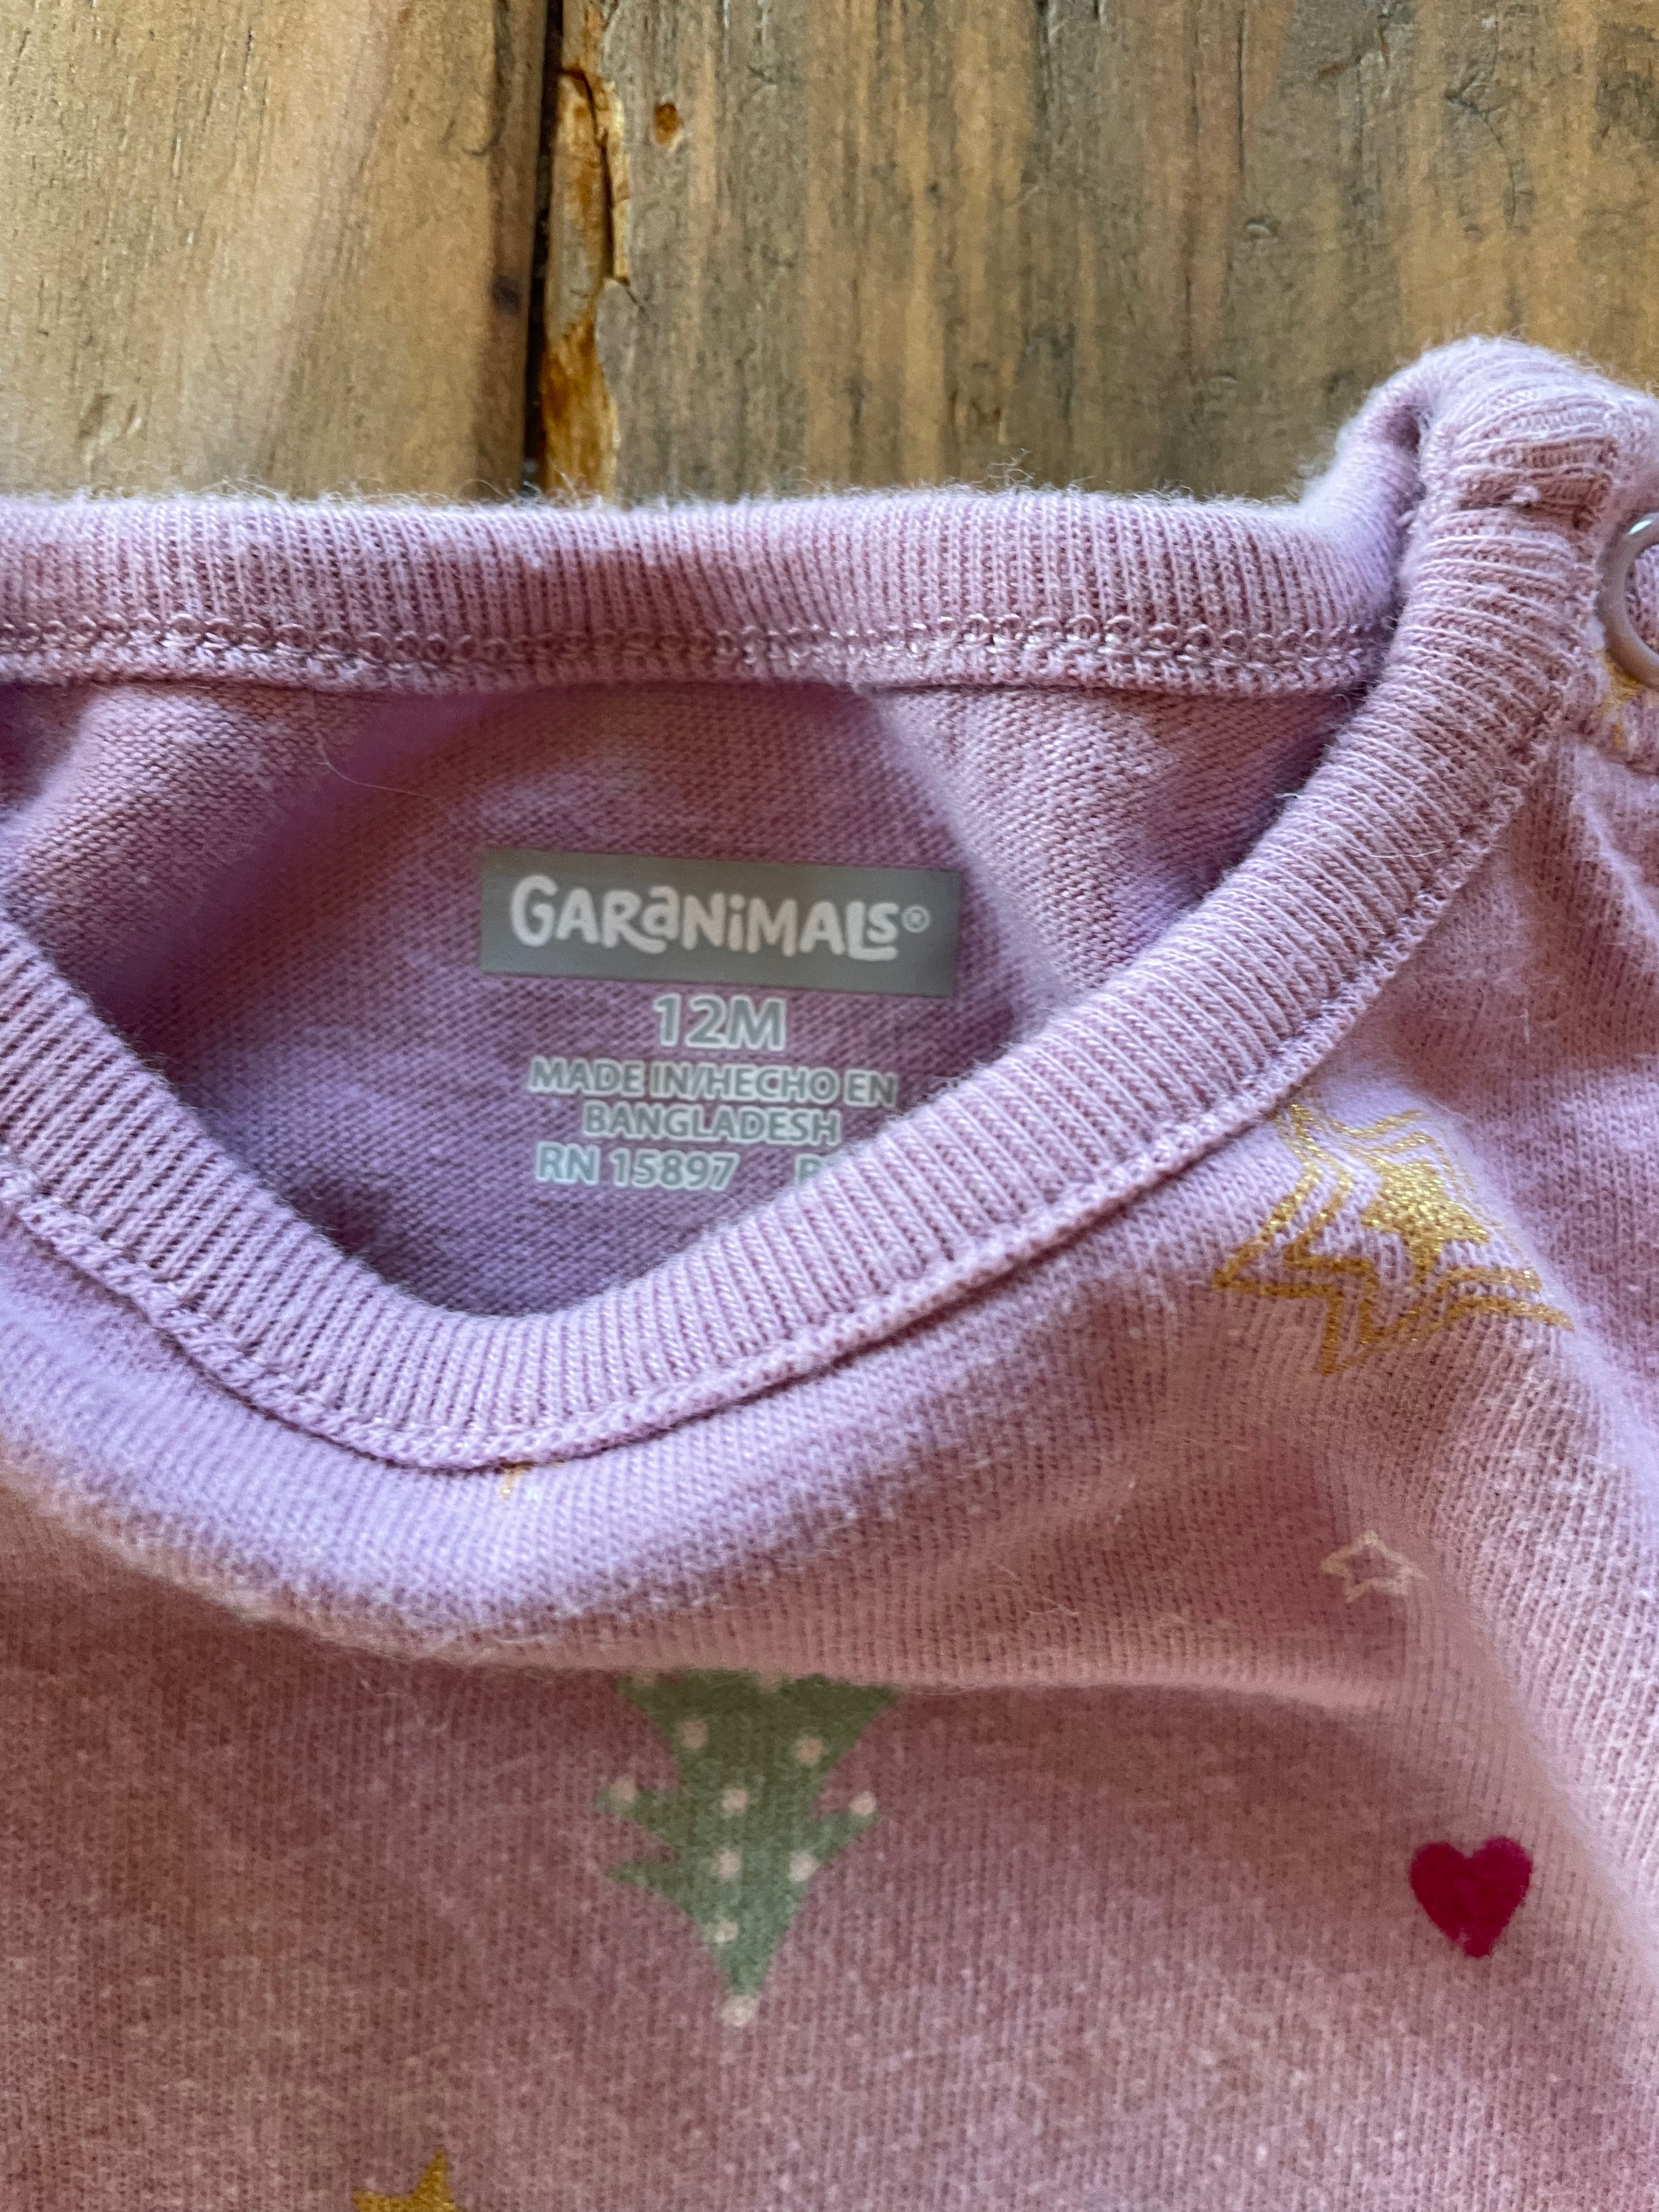 GARANIMALS®
12M
MADE IN/HECHO EN
BANGLADESH
RN 15897